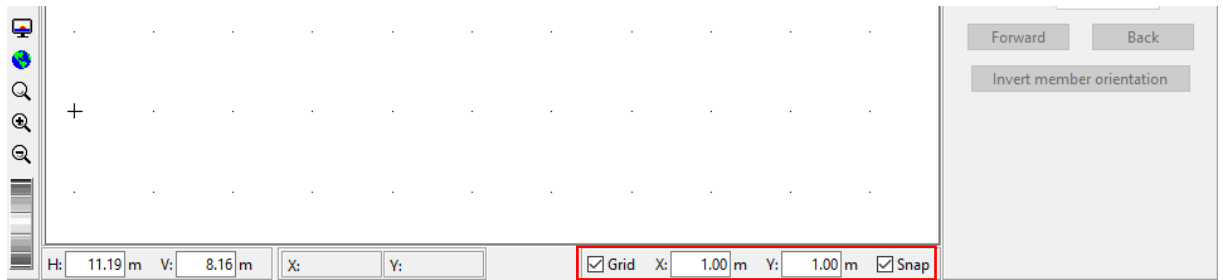 Forward Back
Invert member orientation
H: 11.19 m V: 8.16 m X: Y: Grid X: 1.00 m Y: 1.00 m Snap